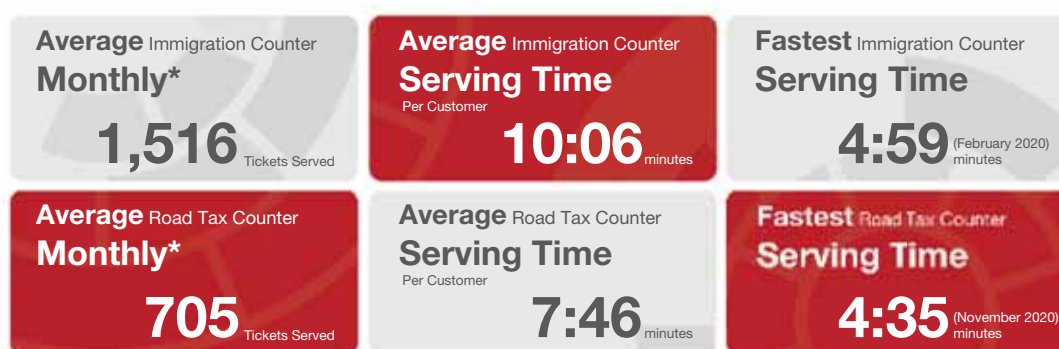 Average Immigration Counter
Monthly*
1,516 Tickets Served
Average Immigration Counter
Serving Time
Per Customer
10:06 minutes
Fastest Immigration Counter
Serving Time
4:59 (February 2020)
minutes
Average Road Tax Counter
Monthly*
705 Tickets Served
Average Road Tax Counter
Serving Time
Per Customer
7:46 minutes
Fastest Road Tax Counter
Serving Time
4:35 (November 2020)
minutes